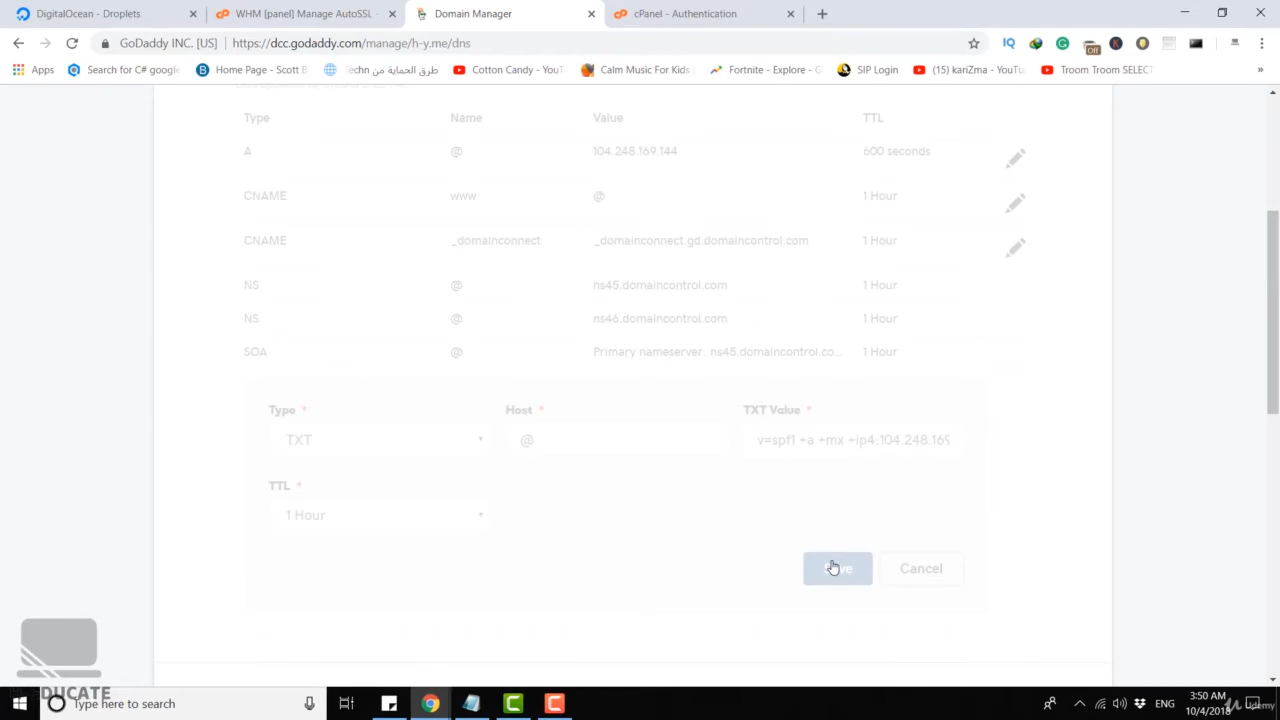 DigitalOcean - Droplets
WHM [panel] Manage AutoSSL -
Domain Manager
cPanel - Authentication
GoDaddy INC. [US]
https://dcc.godaddy.com/manage/h-y.me/dns
Off
Apps
Search for C# google
Home Page - Scott B
طرق الحماية من Techn
Cotton Candy - YouT
Calm Music For Kids
Fortnite - Explore - G
SIP Login
(15) kariZma - YouTu
Troom Troom SELECT
»
Type Name Value TTL
A @ 104.248.169.144 600 seconds
CNAME www @ 1 Hour
CNAME _domainconnect _domainconnect.gd.domaincontrol.com 1 Hour
NS @ ns45.domaincontrol.com 1 Hour
NS @ ns46.domaincontrol.com 1 Hour
SOA @ Primary nameserver: ns45.domaincontrol.co... 1 Hour
Type * Host * TXT Value *
TXT @ v=spf1 +a +mx +ip4:104.248.169
TTL *
1 Hour
Save Cancel
EDUCATE
Type here to search
ENG
3:50 AM
10/4/2018
Udemy